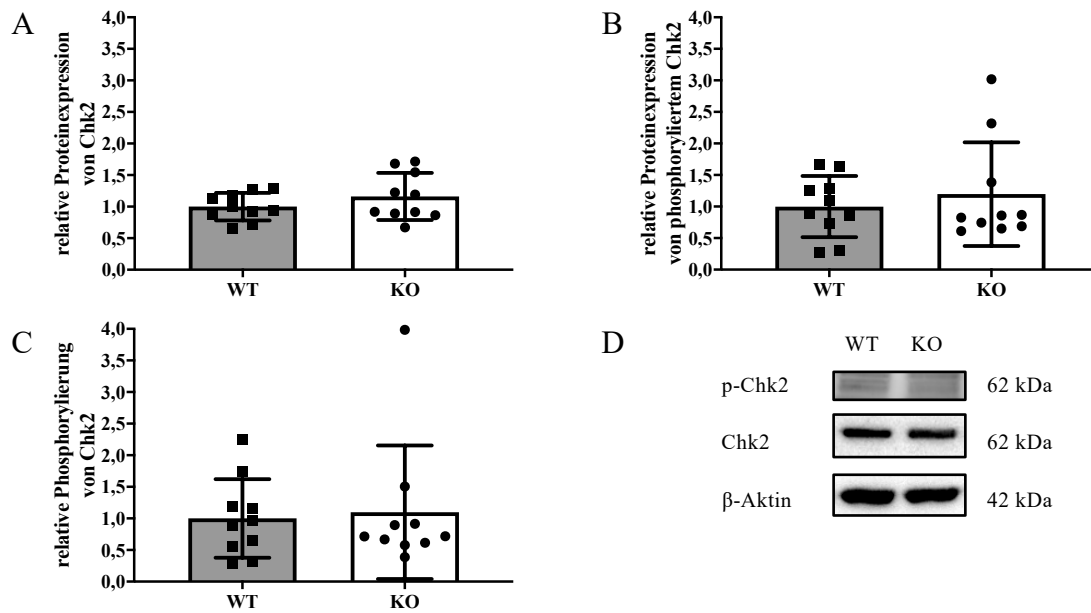 A
relative Proteinexpression
von Chk2
4,0
3,5
3,0
2,5
2,0
1,5
1,0
0,5
0,0
WT
KO
B
relative Proteinexpression
von phosphoryliertem Chk2
4,0
3,5
3,0
2,5
2,0
1,5
1,0
0,5
0,0
WT
KO
C
relative Phosphorylierung
von Chk2
4,0
3,5
3,0
2,5
2,0
1,5
1,0
0,5
0,0
WT
KO
D
WT KO
p-Chk2 62 kDa
Chk2 62 kDa
β-Aktin 42 kDa